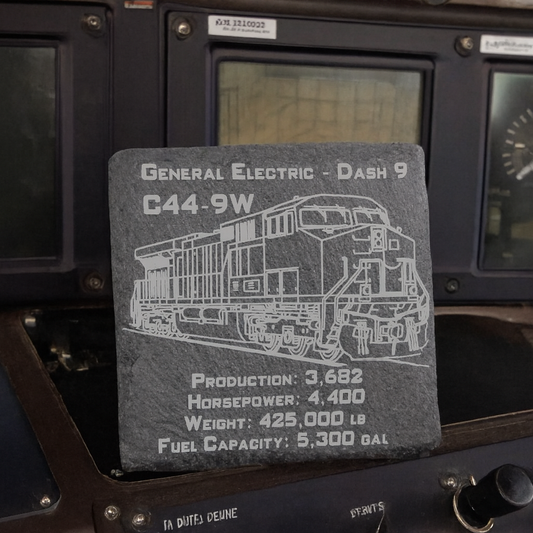 GENERAL ELECTRIC - DASH 9
C44-9W
PRODUCTION: 3,682
HORSEPOWER: 4,400
WEIGHT: 425,000 LB
FUEL CAPACITY: 5,300 GAL